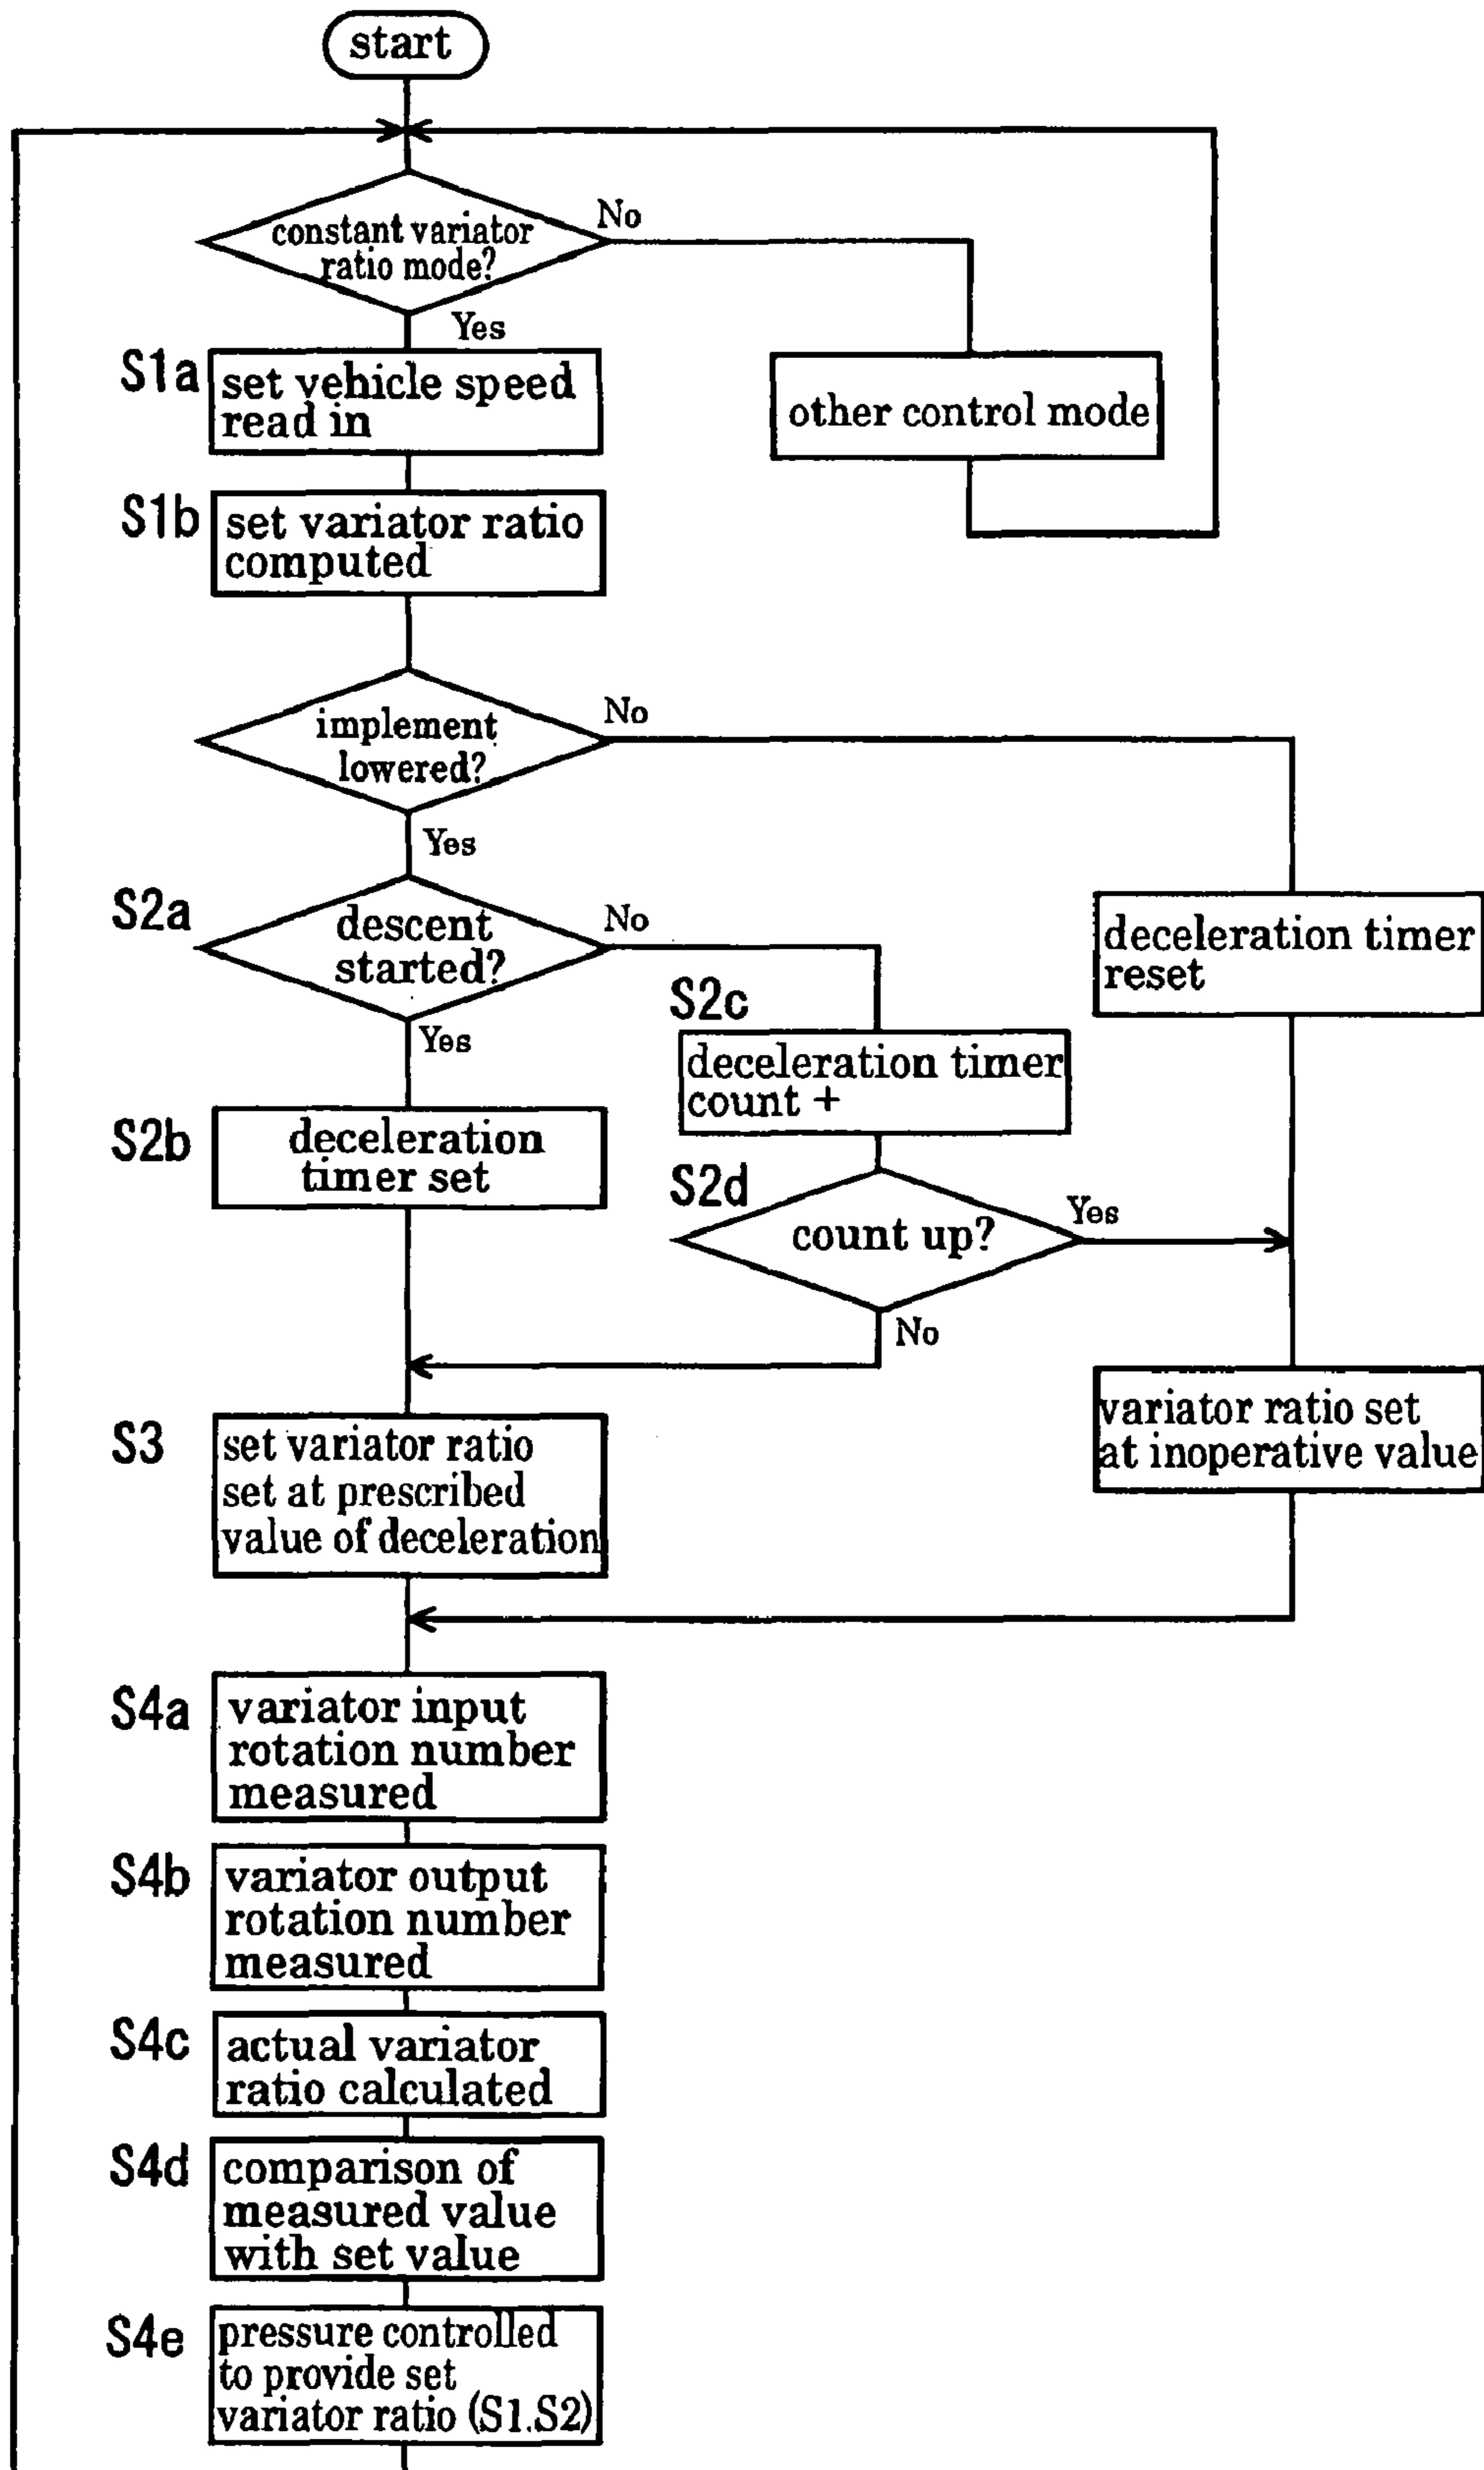 start
constant variator
ratio mode?
No
Yes
S1a
set vehicle speed
read in
other control mode
S1b
set variator ratio
computed
implement
lowered?
No
Yes
S2a
descent
started?
No
Yes
deceleration timer
reset
S2c
deceleration timer
count +
S2b
deceleration
timer set
S2d
count up?
Yes
No
variator ratio set
at inoperative value
S3
set variator ratio
set at prescribed
value of deceleration
S4a
variator input
rotation number
measured
S4b
variator output
rotation number
measured
S4c
actual variator
ratio calculated
S4d
comparison of
measured value
with set value
S4e
pressure controlled
to provide set
variator ratio (S1.S2)